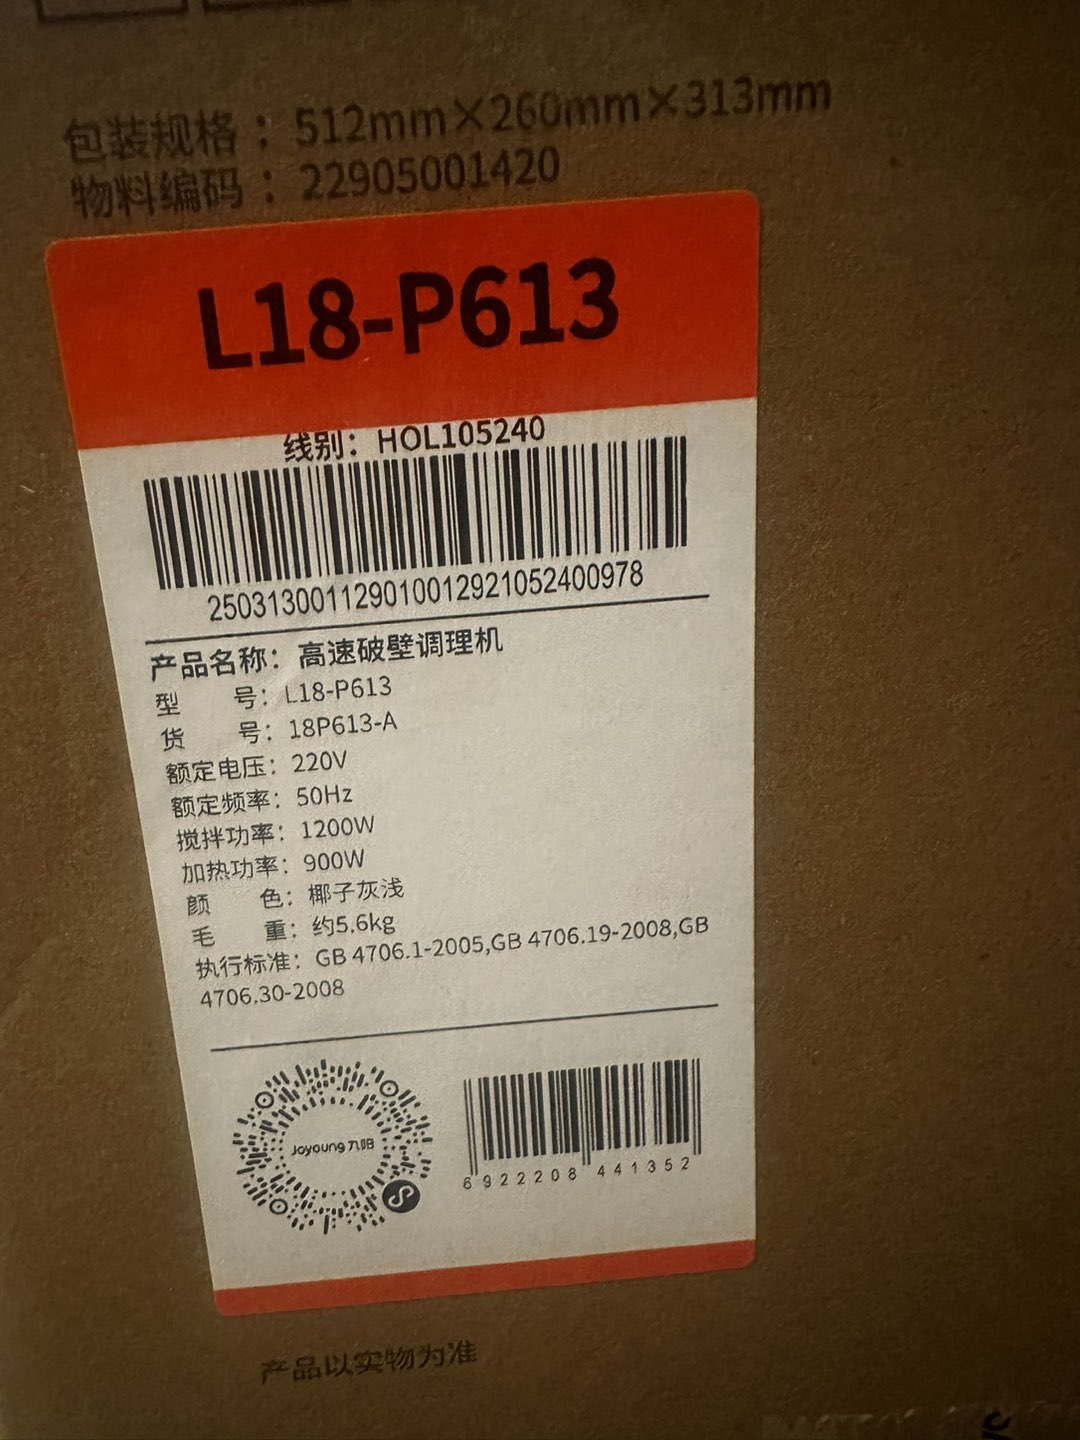 包装规格：512mm×260mm×313mm
物料编码：22905001420
L18-P613
线别：HOL105240
250313001129010012921052400978
产品名称：高速破壁调理机
型 号：L18-P613
货 号：18P613-A
额定电压：220V
额定频率：50Hz
搅拌功率：1200W
加热功率：900W
颜 色：椰子灰浅
毛 重：约5.6kg
执行标准：GB 4706.1-2005,GB 4706.19-2008,GB
4706.30-2008
Joyoung 九阳
6922208441352
产品以实物为准